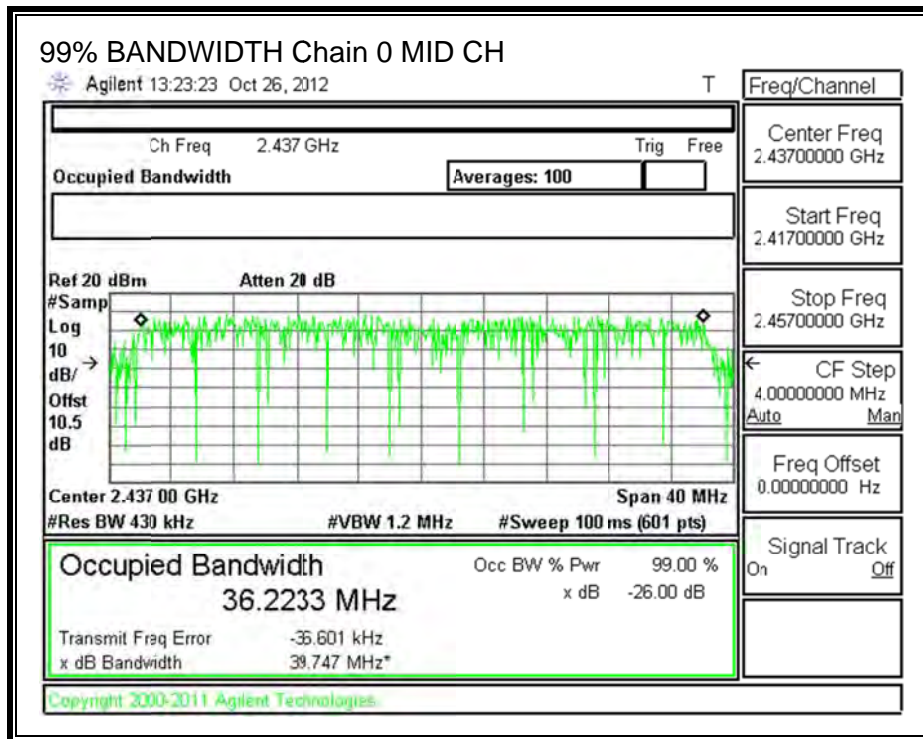 99% BANDWIDTH Chain 0 MID CH
Agilent 13:23:23 Oct 26, 2012 T
Ch Freq 2.437 GHz Trig Free
Occupied Bandwidth Averages: 100
Ref 20 dBm Atten 20 dB
#Samp
Log
10
dB/
Offst
10.5
dB
Center 2.437 00 GHz Span 40 MHz
#Res BW 430 kHz #VBW 1.2 MHz #Sweep 100 ms (601 pts)
Occupied Bandwidth
36.2233 MHz
Occ BW % Pwr 99.00 %
x dB -26.00 dB
Transmit Freq Error -36.601 kHz
x dB Bandwidth 39.747 MHz*
Copyright 2000-2011 Agilent Technologies
Freq/Channel
Center Freq
2.43700000 GHz
Start Freq
2.41700000 GHz
Stop Freq
2.45700000 GHz
CF Step
4.00000000 MHz
Auto Man
Freq Offset
0.00000000 Hz
Signal Track
On Off